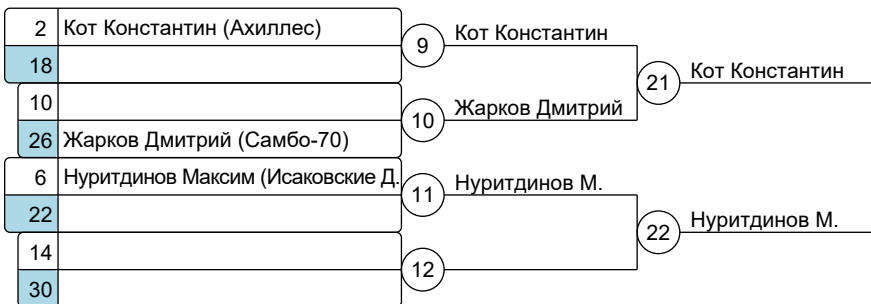 2 Кот Константин (Ахиллес)
9 Кот Константин
18
21 Кот Константин
10
10 Жарков Дмитрий
26 Жарков Дмитрий (Самбо-70)
6 Нуритдинов Максим (Исаковские Д.
11 Нуритдинов М.
22
22 Нуритдинов М.
14
12
30